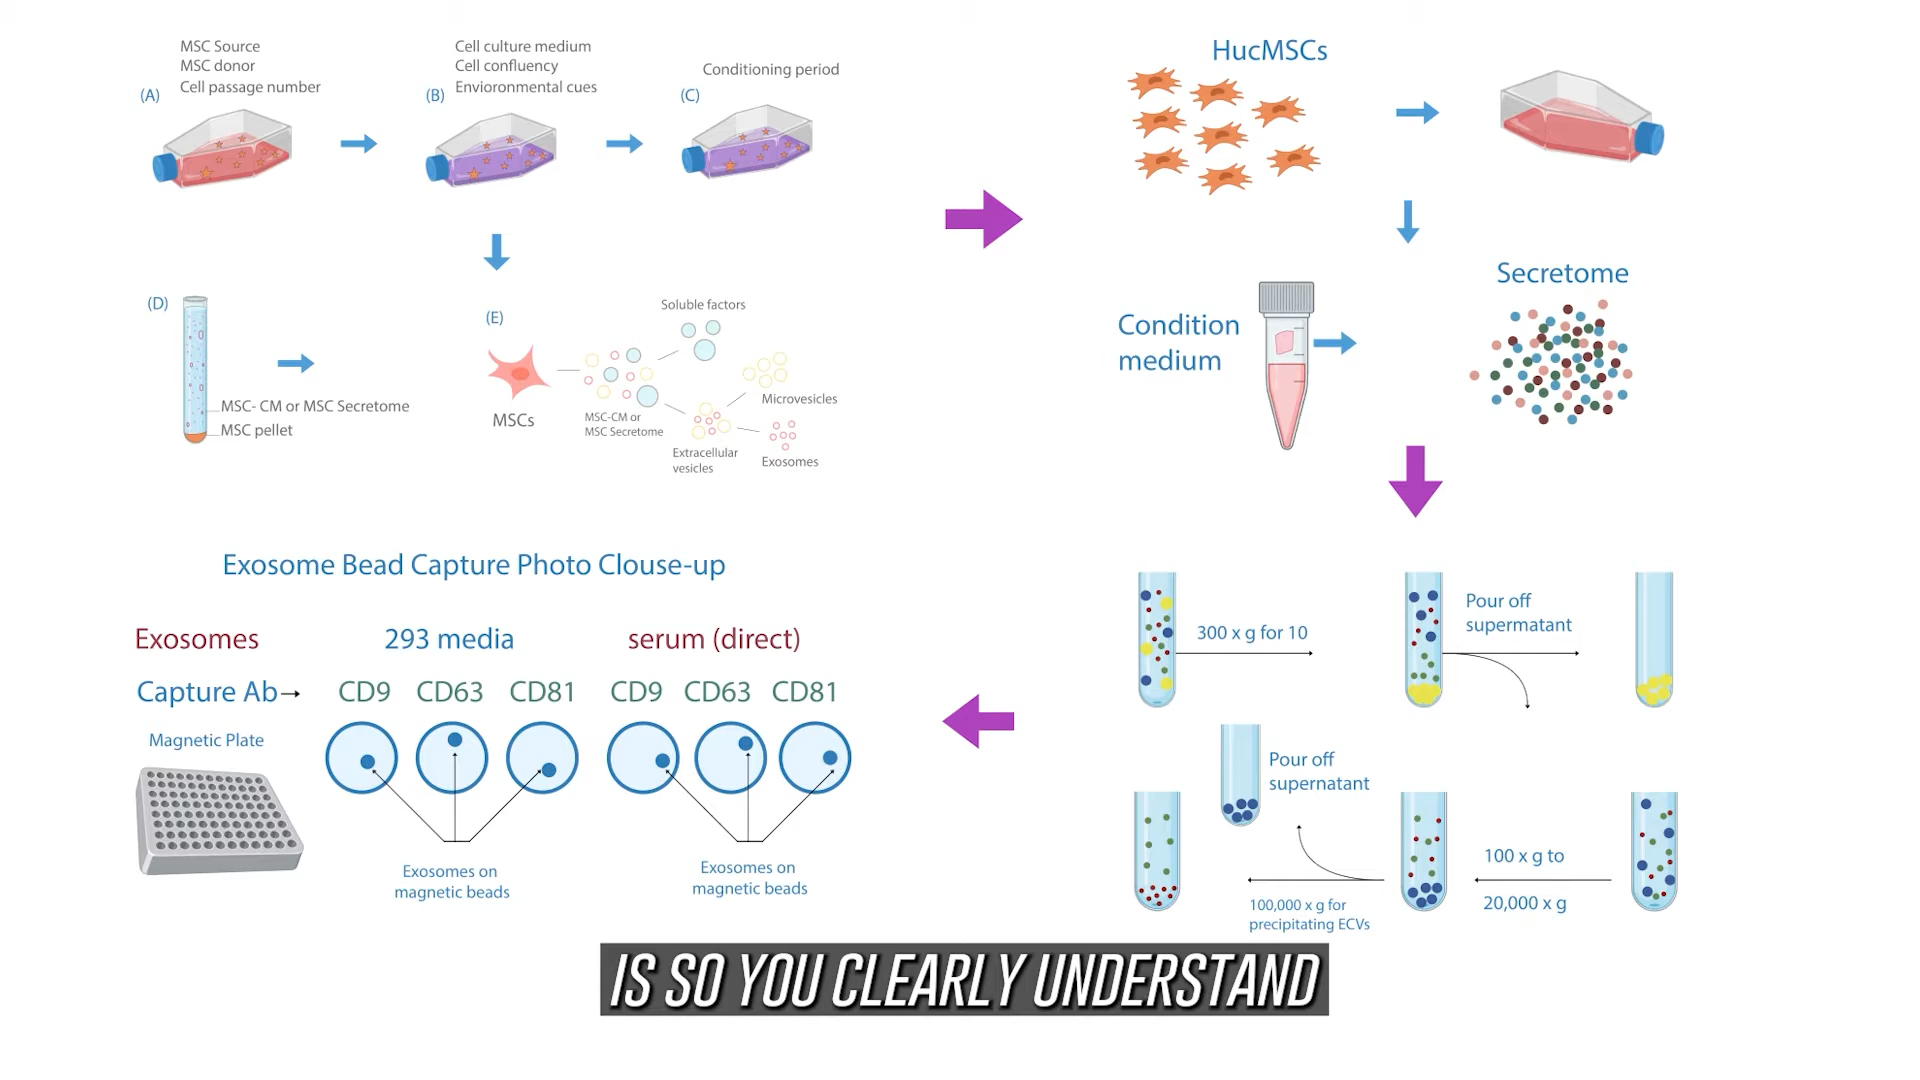 MSC Source
MSC donor
Cell passage number
(A)
Cell culture medium
Cell confluency
Envioronmental cues
(B)
Conditioning period
(C)
(D)
MSC- CM or MSC Secretome
MSC pellet
(E)
MSCs
MSC-CM or
MSC Secretome
Soluble factors
Microvesicles
Extracellular
vesicles
Exosomes
HucMSCs
Secretome
Condition
medium
300 x g for 10
Pour off
supermatant
Pour off
supernatant
100 x g to
20,000 x g
100,000 x g for
precipitating ECVs
Exosome Bead Capture Photo Clouse-up
Exosomes
293 media
serum (direct)
Capture Ab
CD9 CD63 CD81
CD9 CD63 CD81
Magnetic Plate
Exosomes on
magnetic beads
Exosomes on
magnetic beads
IS SO YOU CLEARLY UNDERSTAND